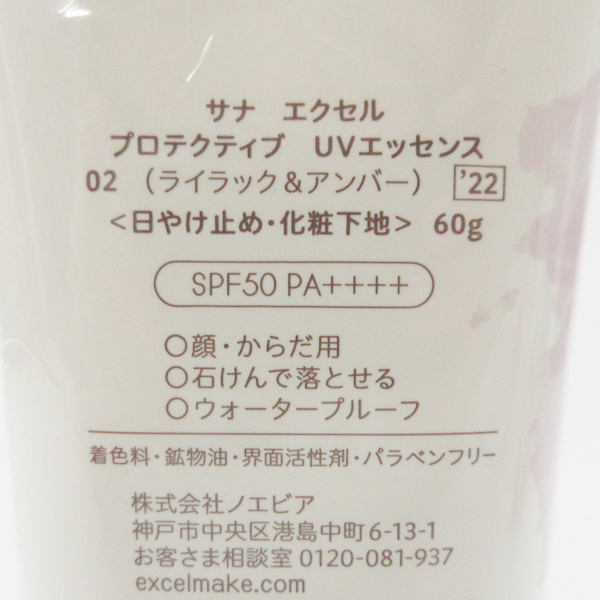 サナ エクセル
プロテクティブ UVエッセンス
02 （ライラック＆アンバー） '22
＜日やけ止め・化粧下地＞ 60g
SPF50 PA++++
○顔・からだ用
○石けんで落とせる
○ウォータープルーフ
着色料・鉱物油・界面活性剤・パラベンフリー
株式会社ノエビア
神戸市中央区港島中町6-13-1
お客さま相談室 0120-081-937
excelmake.com